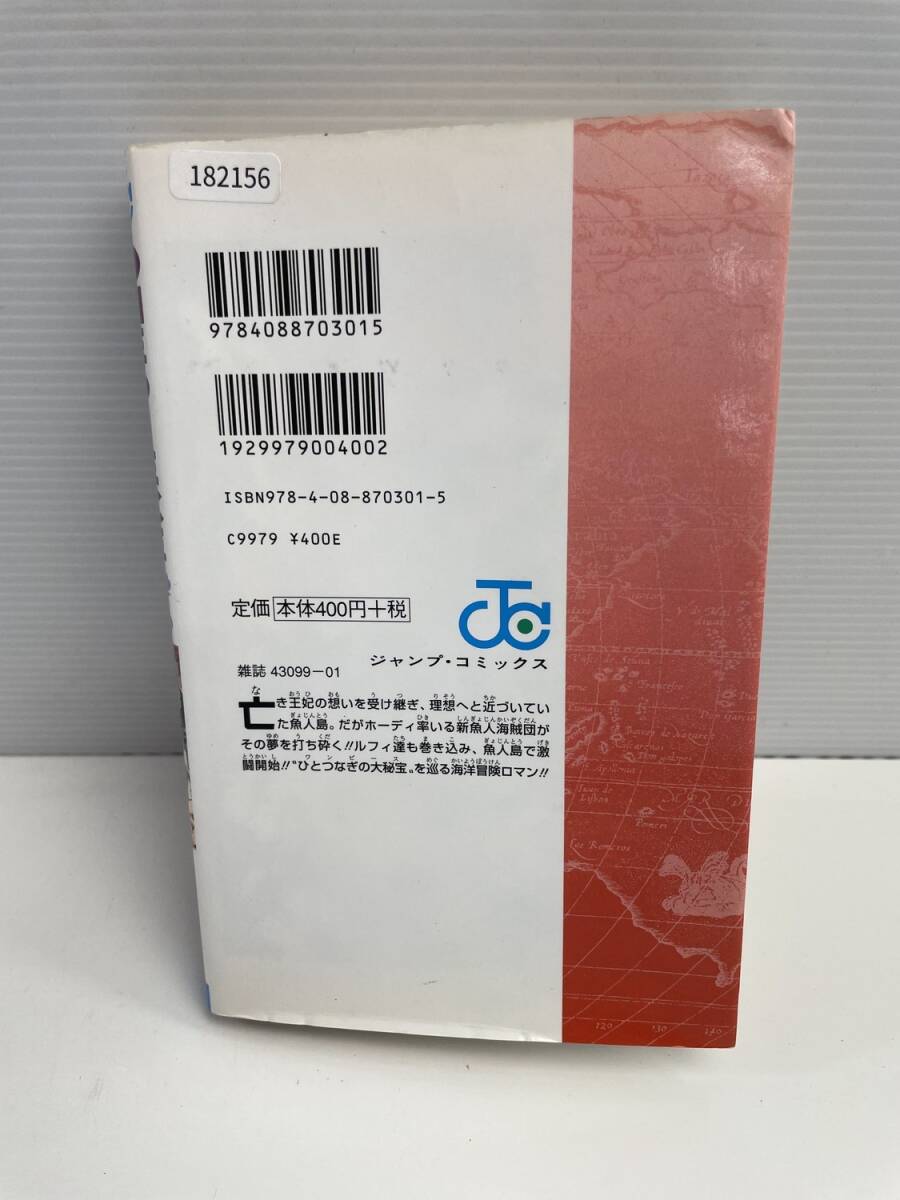 182156
9784088703015
1929979004002
ISBN978-4-08-870301-5
C9979 ¥400E
定価 本体400円+税
ジャンプ・コミックス
雑誌 43099-01
亡き王妃の想いを受け継ぎ、理想へと近づいてい
た魚人島。だがホーディ率いる新魚人海賊団が
その夢を打ち砕く!!ルフィ達も巻き込み、魚人島で激
闘開始!!"ひとつなぎの大秘宝"を巡る海洋冒険ロマン!!
Los Romeros
120 130 140